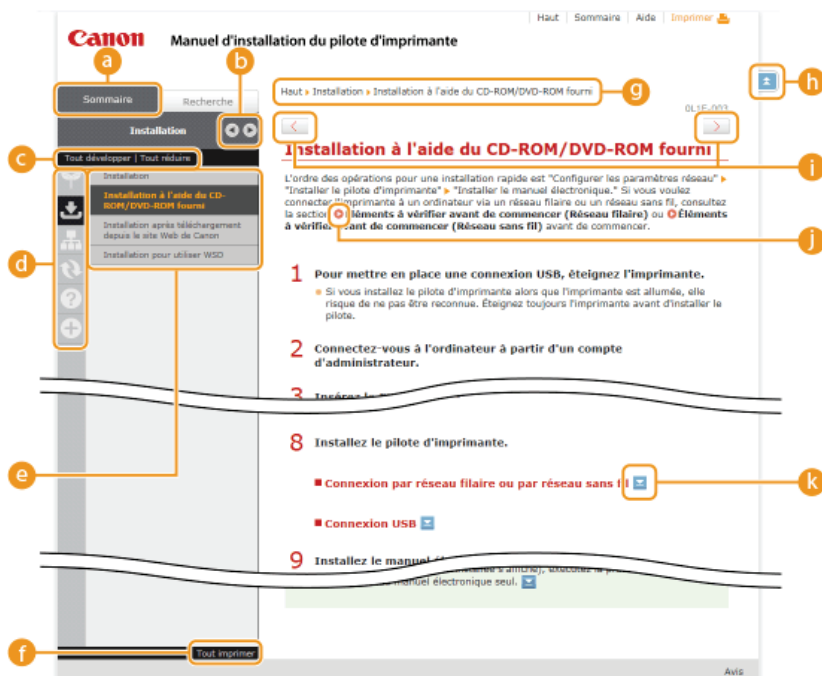 Haut | Sommaire | Aide | Imprimer
Canon Manuel d'installation du pilote d'imprimante
a
b
Sommaire
Recherche
Haut Installation Installation à l'aide du CD-ROM/DVD-ROM fourni
g
h
0L1E-003
Installation
c
Tout développer | Tout réduire
Installation à l'aide du CD-ROM/DVD-ROM fourni
i
Installation
Installation à l'aide du CD-
ROM/DVD-ROM fourni
Installation après téléchargement
depuis le site Web de Canon
Installation pour utiliser WSD
d
L'ordre des opérations pour une installation rapide est "Configurer les paramètres réseau"
"Installer le pilote d'imprimante" "Installer le manuel électronique." Si vous voulez
connecter l'imprimante à un ordinateur via un réseau filaire ou un réseau sans fil, consultez
la section Éléments à vérifier avant de commencer (Réseau filaire) ou Éléments
à vérifier avant de commencer (Réseau sans fil) avant de commencer.
j
1 Pour mettre en place une connexion USB, éteignez l'imprimante.
Si vous installez le pilote d'imprimante alors que l'imprimante est allumée, elle
risque de ne pas être reconnue. Éteignez toujours l'imprimante avant d'installer le
pilote.
2 Connectez-vous à l'ordinateur à partir d'un compte
d'administrateur.
3 Insérez le
8 Installez le pilote d'imprimante.
e
Connexion par réseau filaire ou par réseau sans fil
k
Connexion USB
9 Installez le manuel
manuel électronique seul.
f
Tout imprimer
Avis